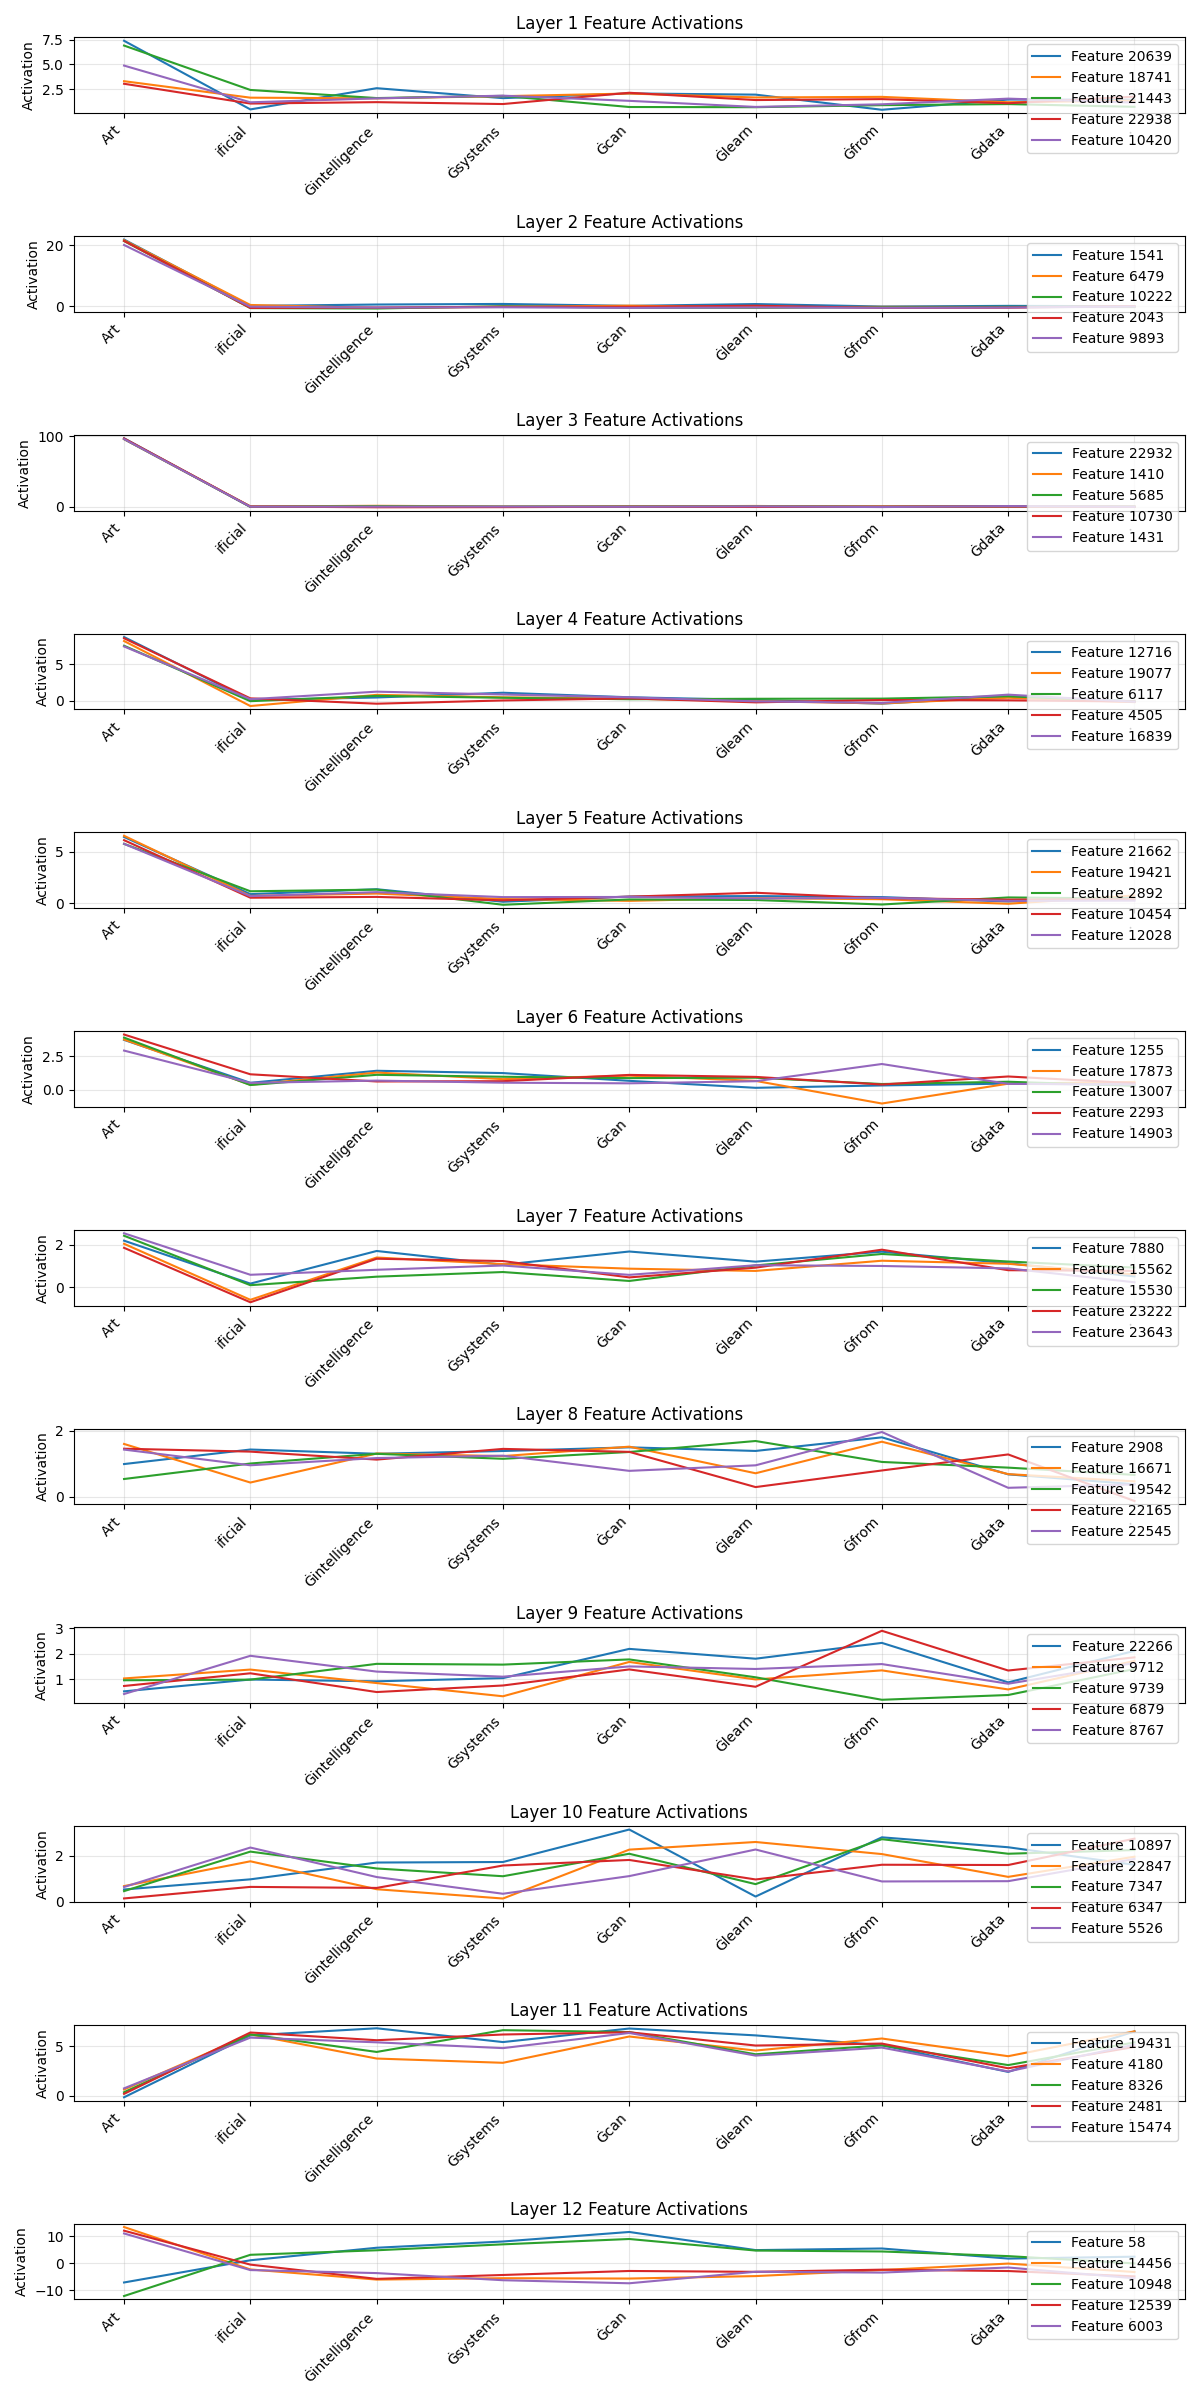 Layer 1 Feature Activations
Activation
7.5
5.0
2.5
Feature 20639
Feature 18741
Feature 21443
Feature 22938
Feature 10420
Art
ificial
Ġintelligence
Ġsystems
Ġcan
Ġlearn
Ġfrom
Ġdata
Layer 2 Feature Activations
Activation
20
0
Feature 1541
Feature 6479
Feature 10222
Feature 2043
Feature 9893
Art
ificial
Ġintelligence
Ġsystems
Ġcan
Ġlearn
Ġfrom
Ġdata
Layer 3 Feature Activations
Activation
100
0
Feature 22932
Feature 1410
Feature 5685
Feature 10730
Feature 1431
Art
ificial
Ġintelligence
Ġsystems
Ġcan
Ġlearn
Ġfrom
Ġdata
Layer 4 Feature Activations
Activation
5
0
Feature 12716
Feature 19077
Feature 6117
Feature 4505
Feature 16839
Art
ificial
Ġintelligence
Ġsystems
Ġcan
Ġlearn
Ġfrom
Ġdata
Layer 5 Feature Activations
Activation
5
0
Feature 21662
Feature 19421
Feature 2892
Feature 10454
Feature 12028
Art
ificial
Ġintelligence
Ġsystems
Ġcan
Ġlearn
Ġfrom
Ġdata
Layer 6 Feature Activations
Activation
2.5
0.0
Feature 1255
Feature 17873
Feature 13007
Feature 2293
Feature 14903
Art
ificial
Ġintelligence
Ġsystems
Ġcan
Ġlearn
Ġfrom
Ġdata
Layer 7 Feature Activations
Activation
2
0
Feature 7880
Feature 15562
Feature 15530
Feature 23222
Feature 23643
Art
ificial
Ġintelligence
Ġsystems
Ġcan
Ġlearn
Ġfrom
Ġdata
Layer 8 Feature Activations
Activation
2
1
0
Feature 2908
Feature 16671
Feature 19542
Feature 22165
Feature 22545
Art
ificial
Ġintelligence
Ġsystems
Ġcan
Ġlearn
Ġfrom
Ġdata
Layer 9 Feature Activations
Activation
3
2
1
Feature 22266
Feature 9712
Feature 9739
Feature 6879
Feature 8767
Art
ificial
Ġintelligence
Ġsystems
Ġcan
Ġlearn
Ġfrom
Ġdata
Layer 10 Feature Activations
Activation
2
0
Feature 10897
Feature 22847
Feature 7347
Feature 6347
Feature 5526
Art
ificial
Ġintelligence
Ġsystems
Ġcan
Ġlearn
Ġfrom
Ġdata
Layer 11 Feature Activations
Activation
5
0
Feature 19431
Feature 4180
Feature 8326
Feature 2481
Feature 15474
Art
ificial
Ġintelligence
Ġsystems
Ġcan
Ġlearn
Ġfrom
Ġdata
Layer 12 Feature Activations
Activation
10
0
−10
Feature 58
Feature 14456
Feature 10948
Feature 12539
Feature 6003
Art
ificial
Ġintelligence
Ġsystems
Ġcan
Ġlearn
Ġfrom
Ġdata